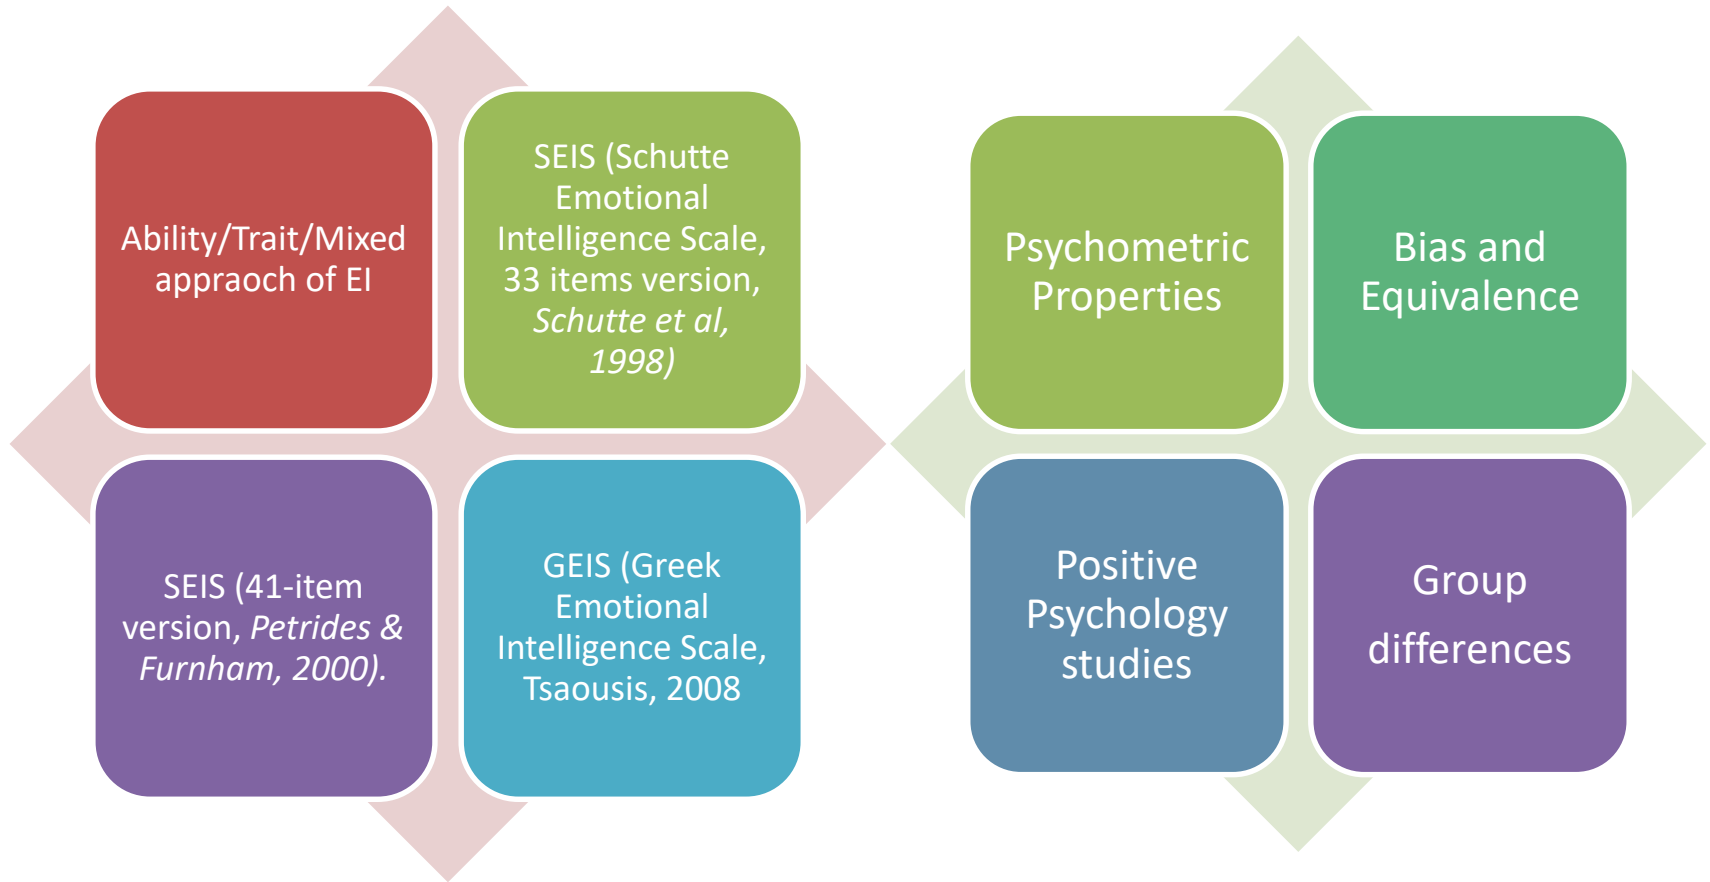 Ability/Trait/Mixed
appraoch of EI
SEIS (Schutte
Emotional
Intelligence Scale,
33 items version,
Schutte et al,
1998)
SEIS (41-item
version, Petrides &
Furnham, 2000).
GEIS (Greek
Emotional
Intelligence Scale,
Tsaousis, 2008
Psychometric
Properties
Bias and
Equivalence
Positive
Psychology
studies
Group
differences